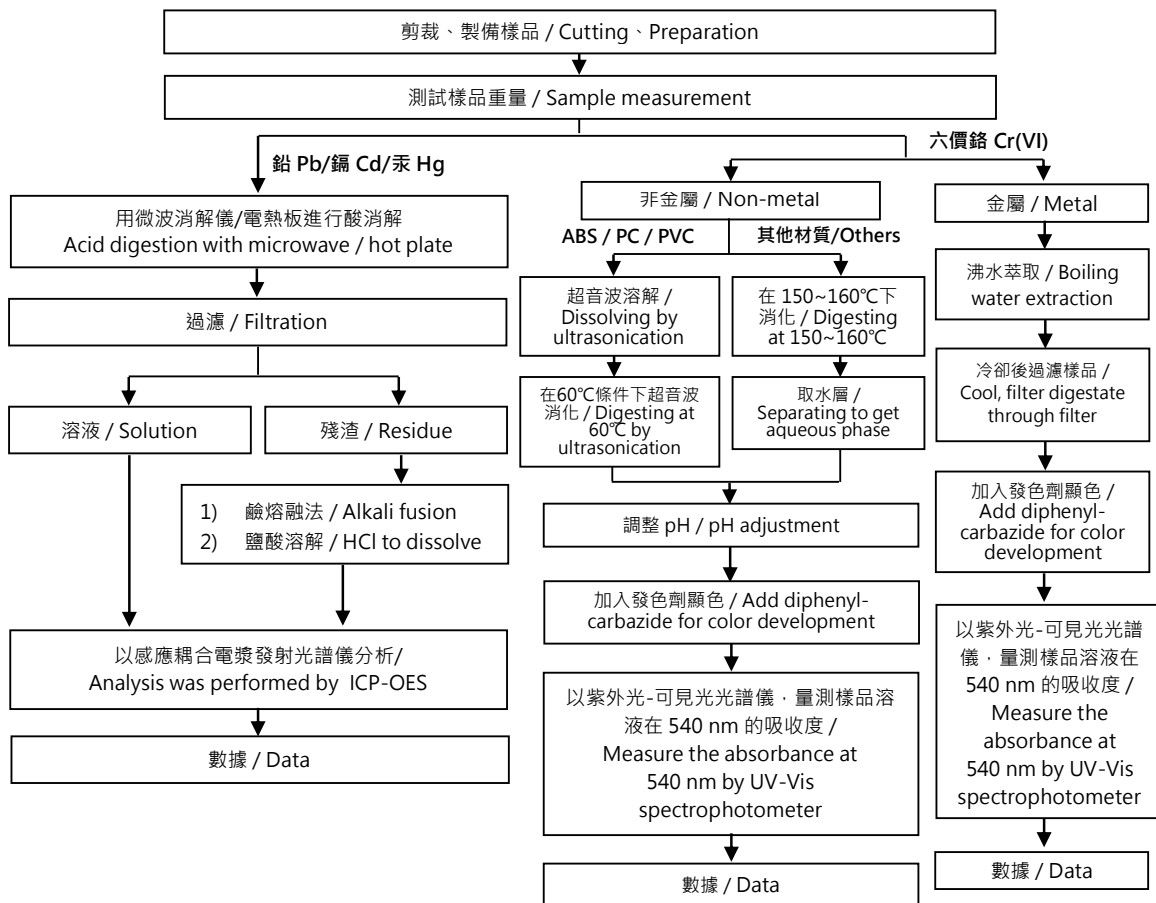 剪裁、製備樣品 / Cutting、Preparation
測試樣品重量 / Sample measurement
鉛 Pb/鎘 Cd/汞 Hg
六價鉻 Cr(VI)
用微波消解儀/電熱板進行酸消解
Acid digestion with microwave / hot plate
過濾 / Filtration
溶液 / Solution
殘渣 / Residue
1) 鹼熔融法 / Alkali fusion
2) 鹽酸溶解 / HCl to dissolve
以感應耦合電漿發射光譜儀分析/
Analysis was performed by ICP-OES
數據 / Data
非金屬 / Non-metal
ABS / PC / PVC
其他材質/Others
超音波溶解 /
Dissolving by
ultrasonication
在60℃條件下超音波
消化 / Digesting at
60℃ by
ultrasonication
在 150~160℃下
消化 / Digesting
at 150~160℃
取水層 /
Separating to get
aqueous phase
調整 pH / pH adjustment
加入發色劑顯色 / Add diphenyl-
carbazide for color development
以紫外光-可見光光譜儀，量測樣品溶
液在 540 nm 的吸收度 /
Measure the absorbance at
540 nm by UV-Vis
spectrophotometer
數據 / Data
金屬 / Metal
沸水萃取 / Boiling
water extraction
冷卻後過濾樣品 /
Cool, filter digestate
through filter
加入發色劑顯色 /
Add diphenyl-
carbazide for color
development
以紫外光-可見光光譜
儀，量測樣品溶液在
540 nm 的吸收度 /
Measure the
absorbance at
540 nm by UV-Vis
spectrophotometer
數據 / Data